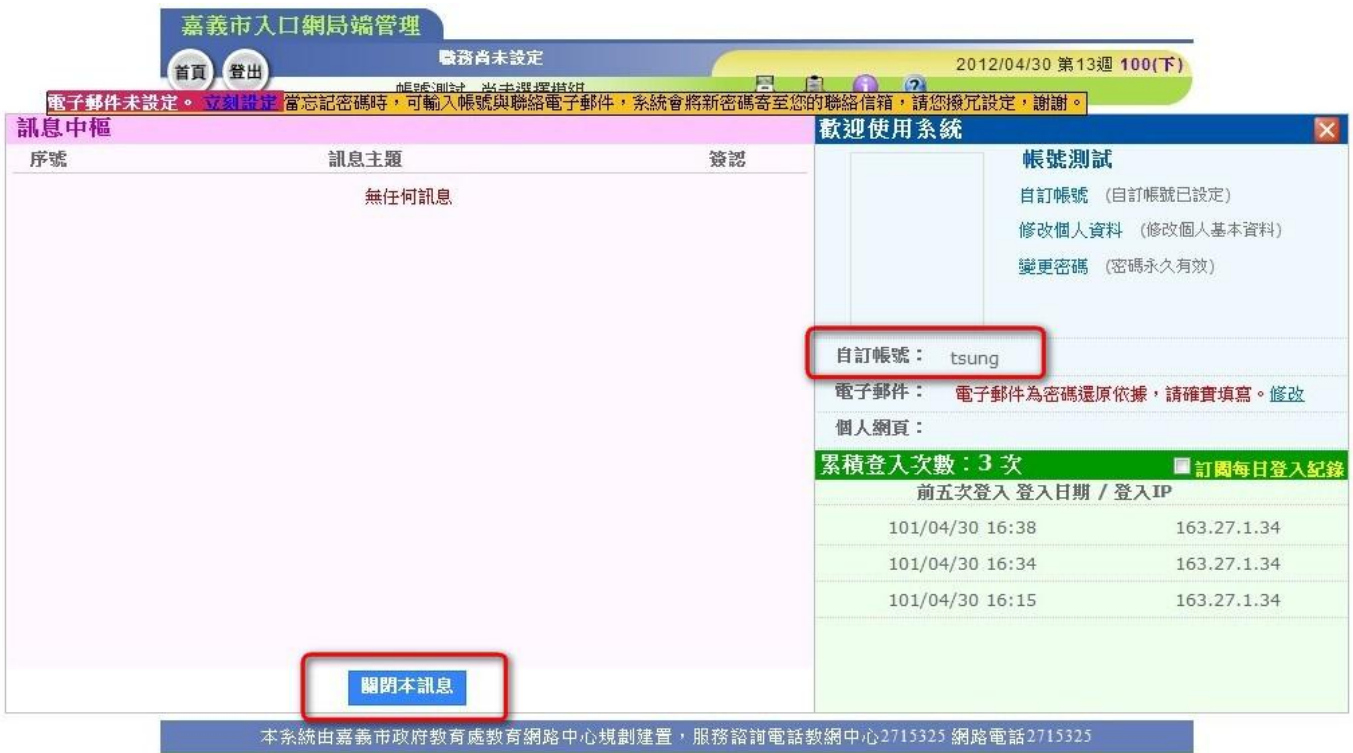 嘉義市入口網局端管理
首頁 登出
職務尚未設定
2012/04/30 第13週 100(下)
帳號測試 尚未選擇模組
電子郵件未設定。 立刻設定 當忘記密碼時,可輸入帳號與聯絡電子郵件,系統會將新密碼寄至您的聯絡信箱,請您撥冗設定,謝謝。
訊息中樞
序號 訊息主題 簽認
無任何訊息
關閉本訊息
歡迎使用系統
帳號測試
自訂帳號 (自訂帳號已設定)
修改個人資料 (修改個人基本資料)
變更密碼 (密碼永久有效)
自訂帳號: tsung
電子郵件: 電子郵件為密碼還原依據,請確實填寫。修改
個人網頁:
累積登入次數:3 次 訂閱每日登入紀錄
前五次登入 登入日期 / 登入IP
101/04/30 16:38 163.27.1.34
101/04/30 16:34 163.27.1.34
101/04/30 16:15 163.27.1.34
本系統由嘉義市政府教育處教育網路中心規劃建置,服務諮詢電話教網中心2715325 網路電話2715325